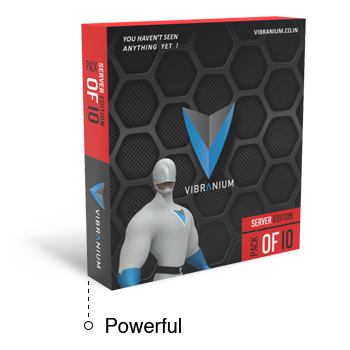 YOU HAVEN'T SEEN
ANYTHING YET !
VIBRANIUM.CO.IN
SERVER EDITION
PACK OF 10
VIBRANIUM
VIBRANIUM
SERVER EDITION
PACK OF 10
Powerful